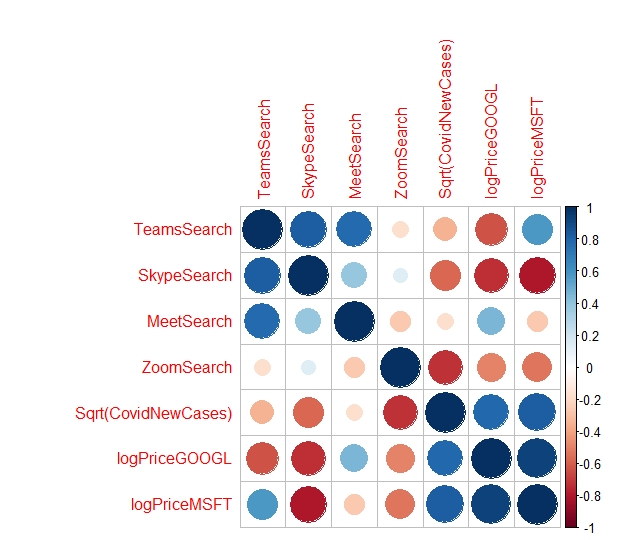 TeamsSearch
SkypeSearch
MeetSearch
ZoomSearch
Sqrt(CovidNewCases)
logPriceGOOGL
logPriceMSFT
TeamsSearch
SkypeSearch
MeetSearch
ZoomSearch
Sqrt(CovidNewCases)
logPriceGOOGL
logPriceMSFT
1
0.8
0.6
0.4
0.2
0
-0.2
-0.4
-0.6
-0.8
-1